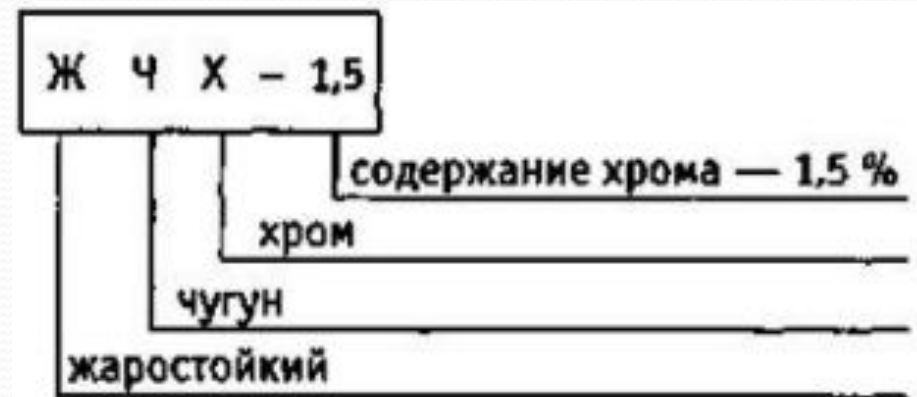 Ж Ч Х – 1,5
содержание хрома — 1,5 %
хром
чугун
жаростойкий